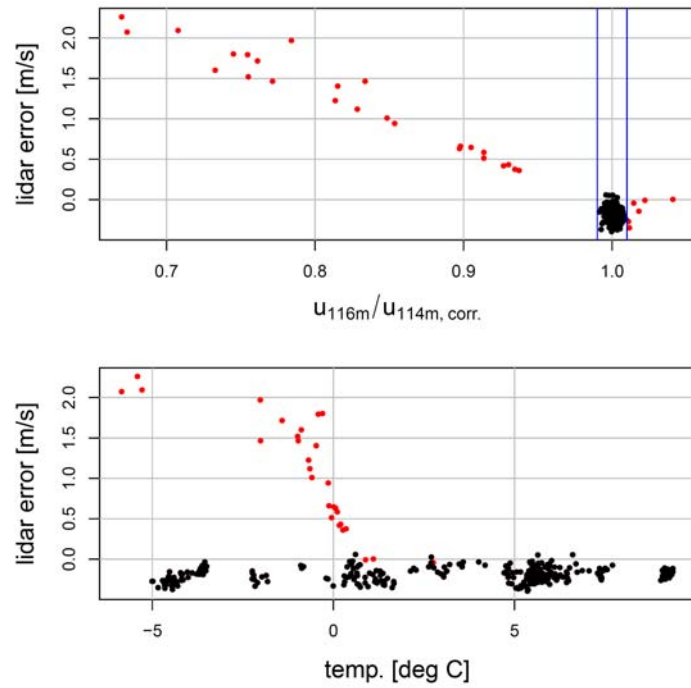 lidar error [m/s]
2.0
1.5
1.0
0.5
0.0
0.7 0.8 0.9 1.0
u116m/u114m, corr.
lidar error [m/s]
2.0
1.5
1.0
0.5
0.0
−5 0 5
temp. [deg C]